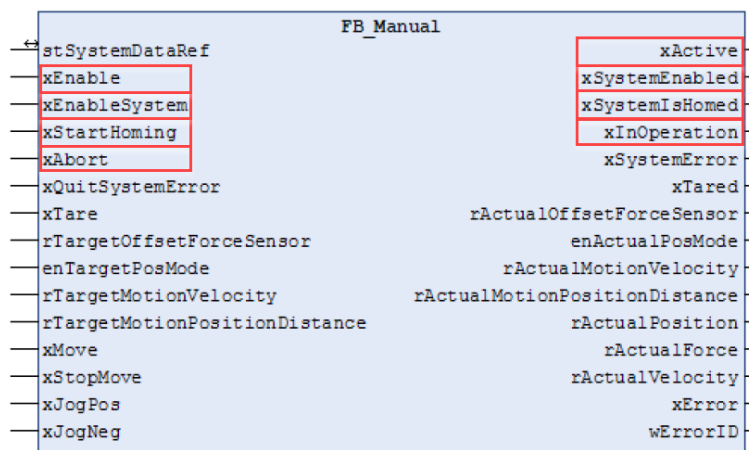 FB_Manual
stSystemDataRef xActive
xEnable xSystemEnabled
xEnableSystem xSystemIsHomed
xStartHoming xInOperation
xAbort xSystemError
xQuitSystemError xTared
xTare rActualOffsetForceSensor
rTargetOffsetForceSensor enActualPosMode
enTargetPosMode rActualMotionVelocity
rTargetMotionVelocity rActualMotionPositionDistance
rTargetMotionPositionDistance rActualPosition
xMove rActualForce
xStopMove rActualVelocity
xJogPos xError
xJogNeg wErrorID